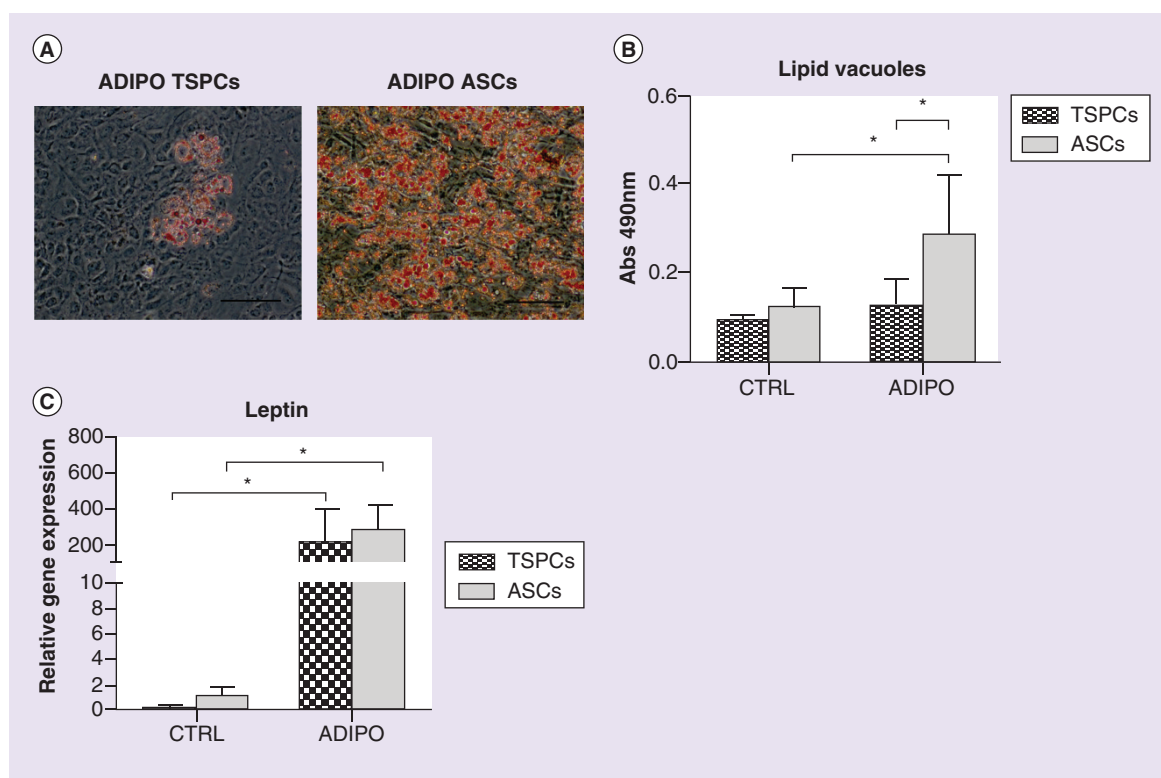 A
ADIPO TSPCs
ADIPO ASCs
B
Lipid vacuoles
Abs 490nm
0.6
0.4
0.2
0.0
*
*
CTRL
ADIPO
TSPCs
ASCs
C
Leptin
Relative gene expression
800
600
400
200
10
8
6
4
2
0
*
*
CTRL
ADIPO
TSPCs
ASCs